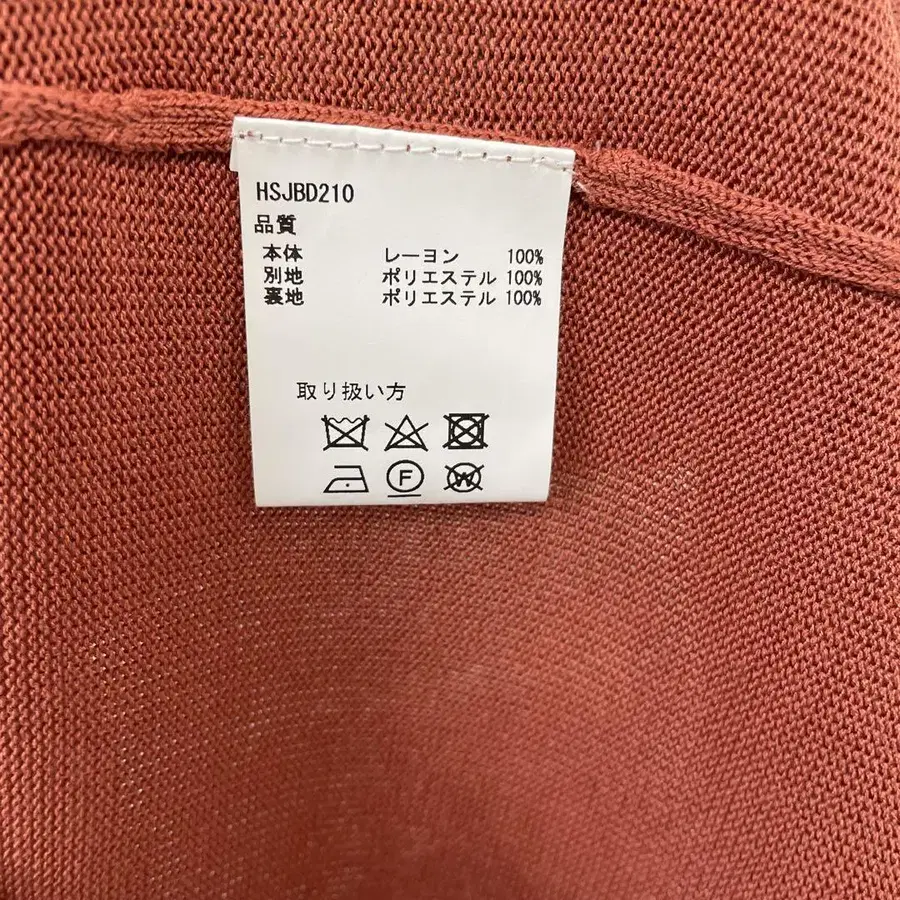 HSJBD210
品質
本体 レーヨン 100%
別地 ポリエステル 100%
裏地 ポリエステル 100%
取り扱い方
F W